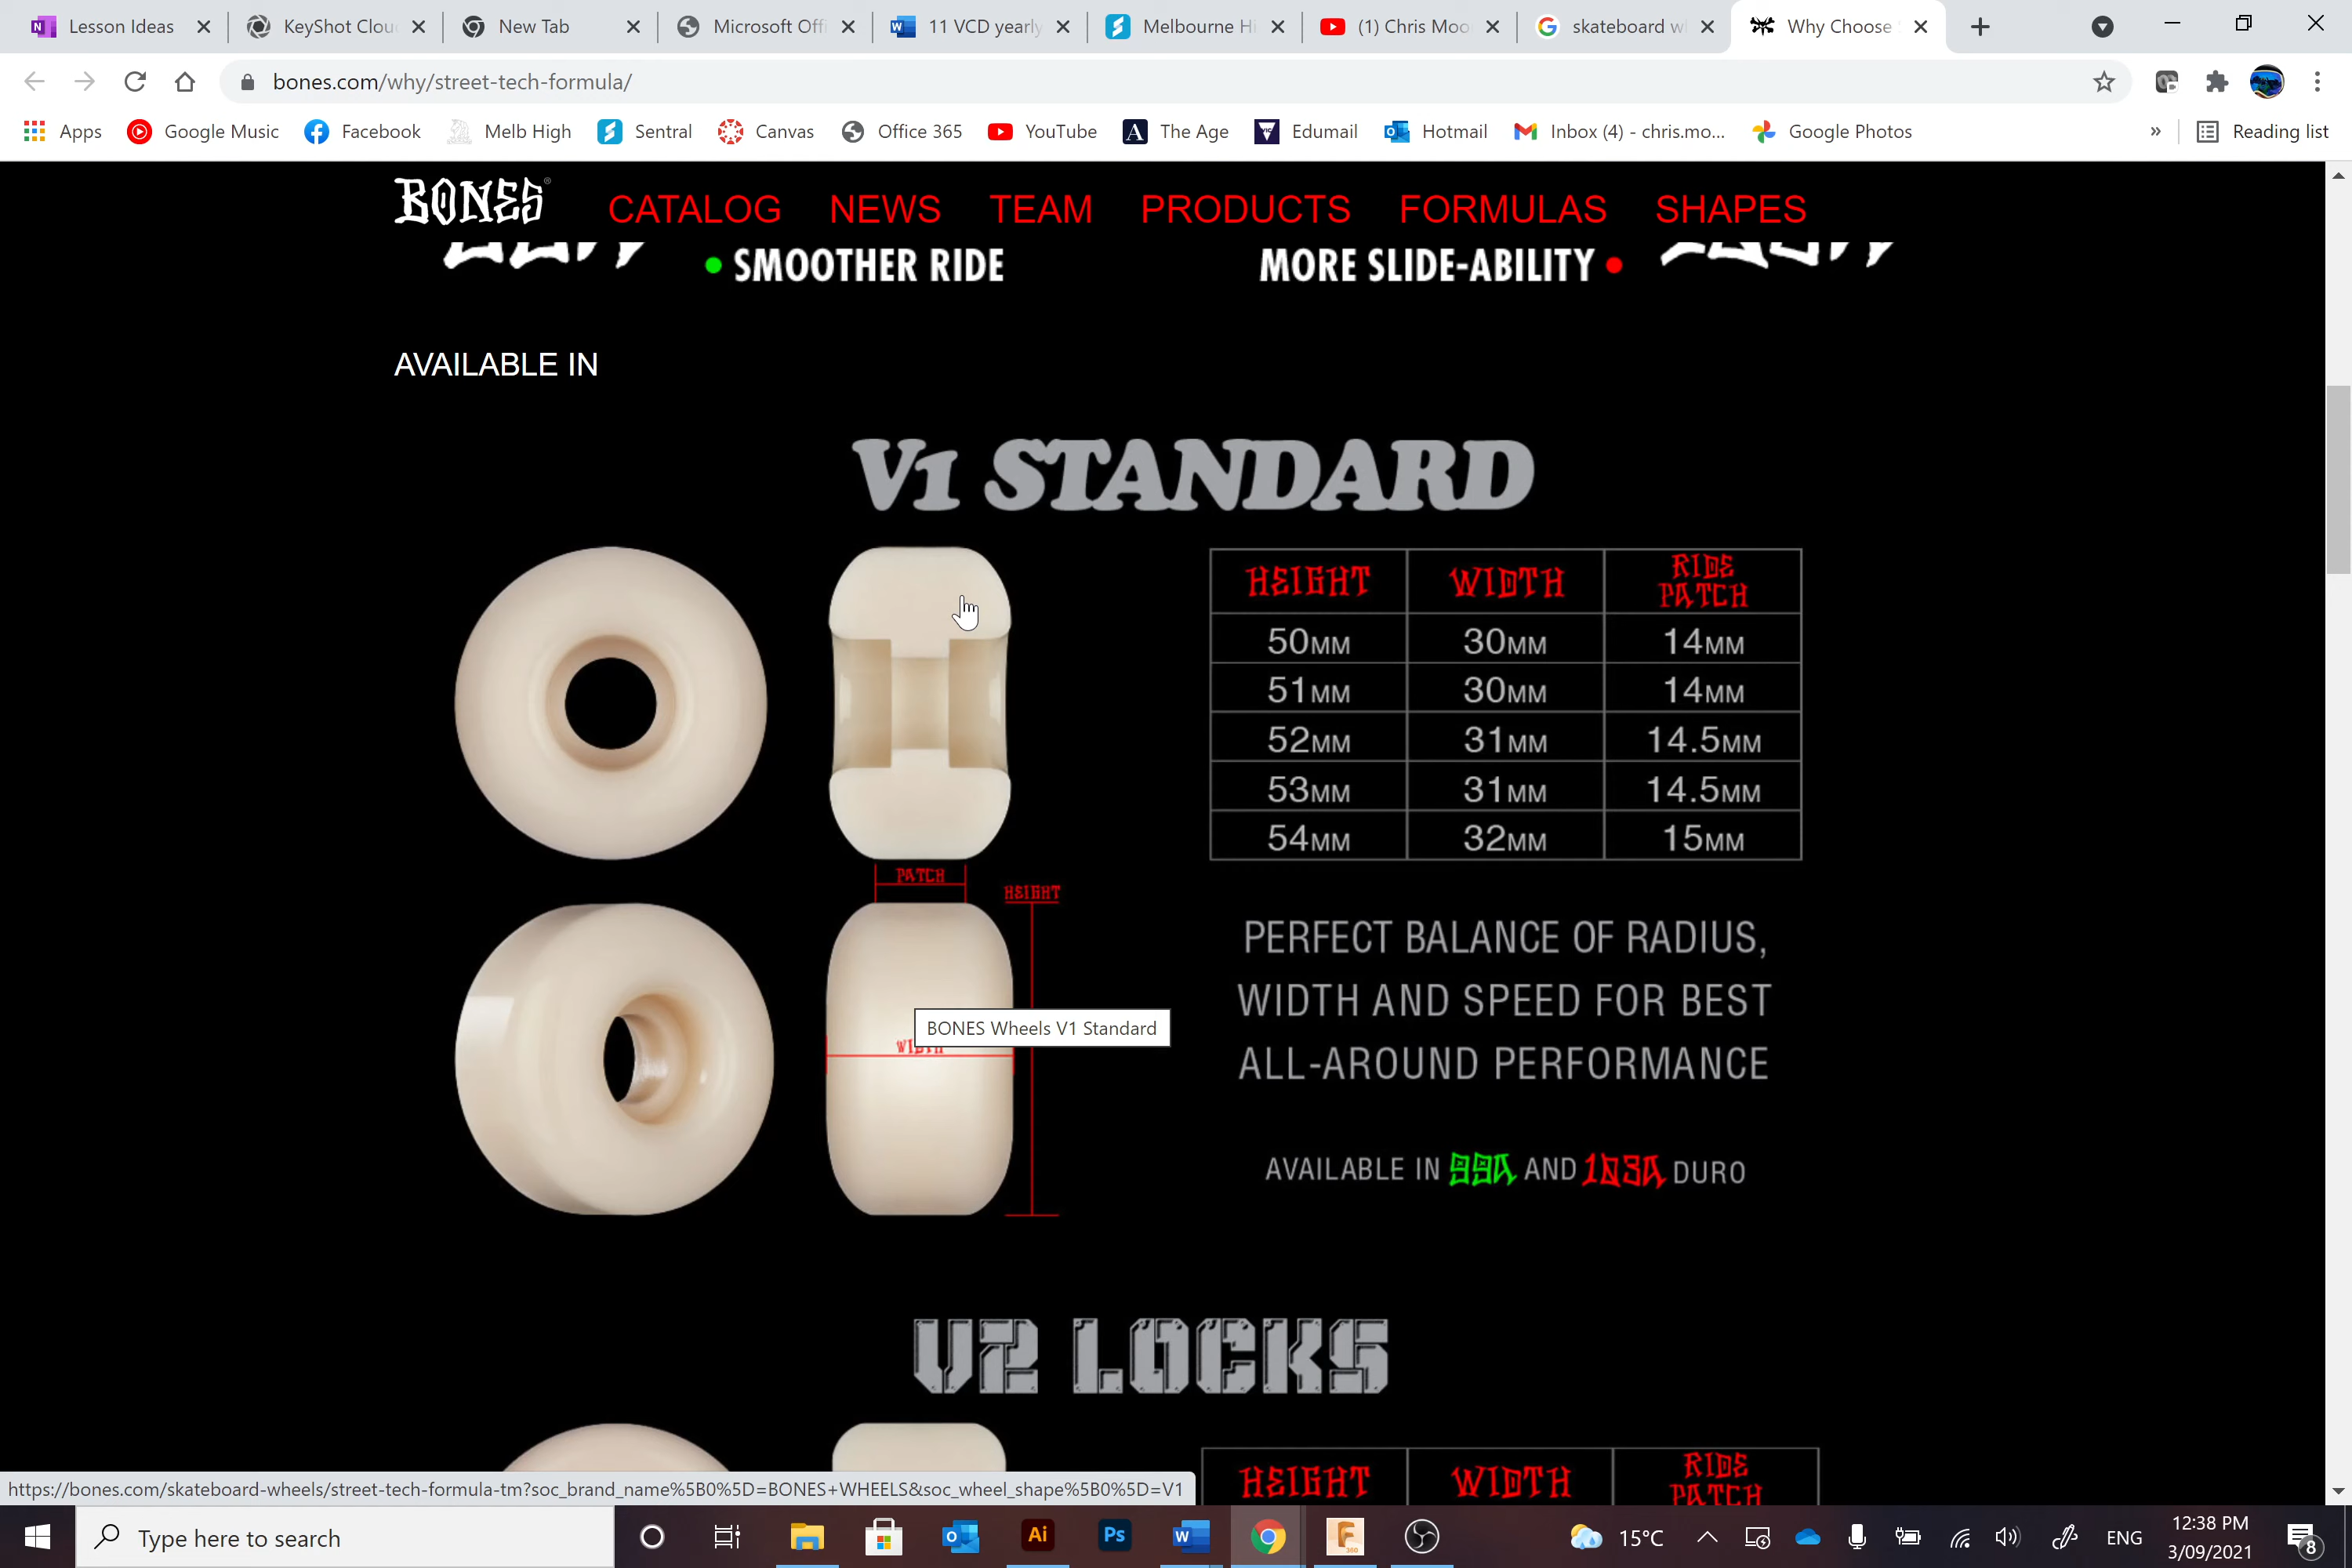 Lesson Ideas
KeyShot Clou
New Tab
Microsoft Offi
11 VCD yearly
Melbourne Hi
(1) Chris Moo
skateboard w
Why Choose
bones.com/why/street-tech-formula/
Apps
Google Music
Facebook
Melb High
Sentral
Canvas
Office 365
YouTube
The Age
Edumail
Hotmail
Inbox (4) - chris.mo...
Google Photos
»
Reading list
BONES®
CATALOG NEWS TEAM PRODUCTS FORMULAS SHAPES
• SMOOTHER RIDE
MORE SLIDE-ABILITY •
AVAILABLE IN
V1 STANDARD
HEIGHT WIDTH RIDE PATCH
50MM 30MM 14MM
51MM 30MM 14MM
52MM 31MM 14.5MM
53MM 31MM 14.5MM
54MM 32MM 15MM
PATCH
HEIGHT
BONES Wheels V1 Standard
WIDTH
PERFECT BALANCE OF RADIUS,
WIDTH AND SPEED FOR BEST
ALL-AROUND PERFORMANCE
AVAILABLE IN 99A AND 103A DURO
V2 LOCKS
HEIGHT WIDTH RIDE PATCH
https://bones.com/skateboard-wheels/street-tech-formula-tm?soc_brand_name%5B0%5D=BONES+WHEELS&soc_wheel_shape%5B0%5D=V1
Type here to search
15°C
ENG
12:38 PM
3/09/2021
8